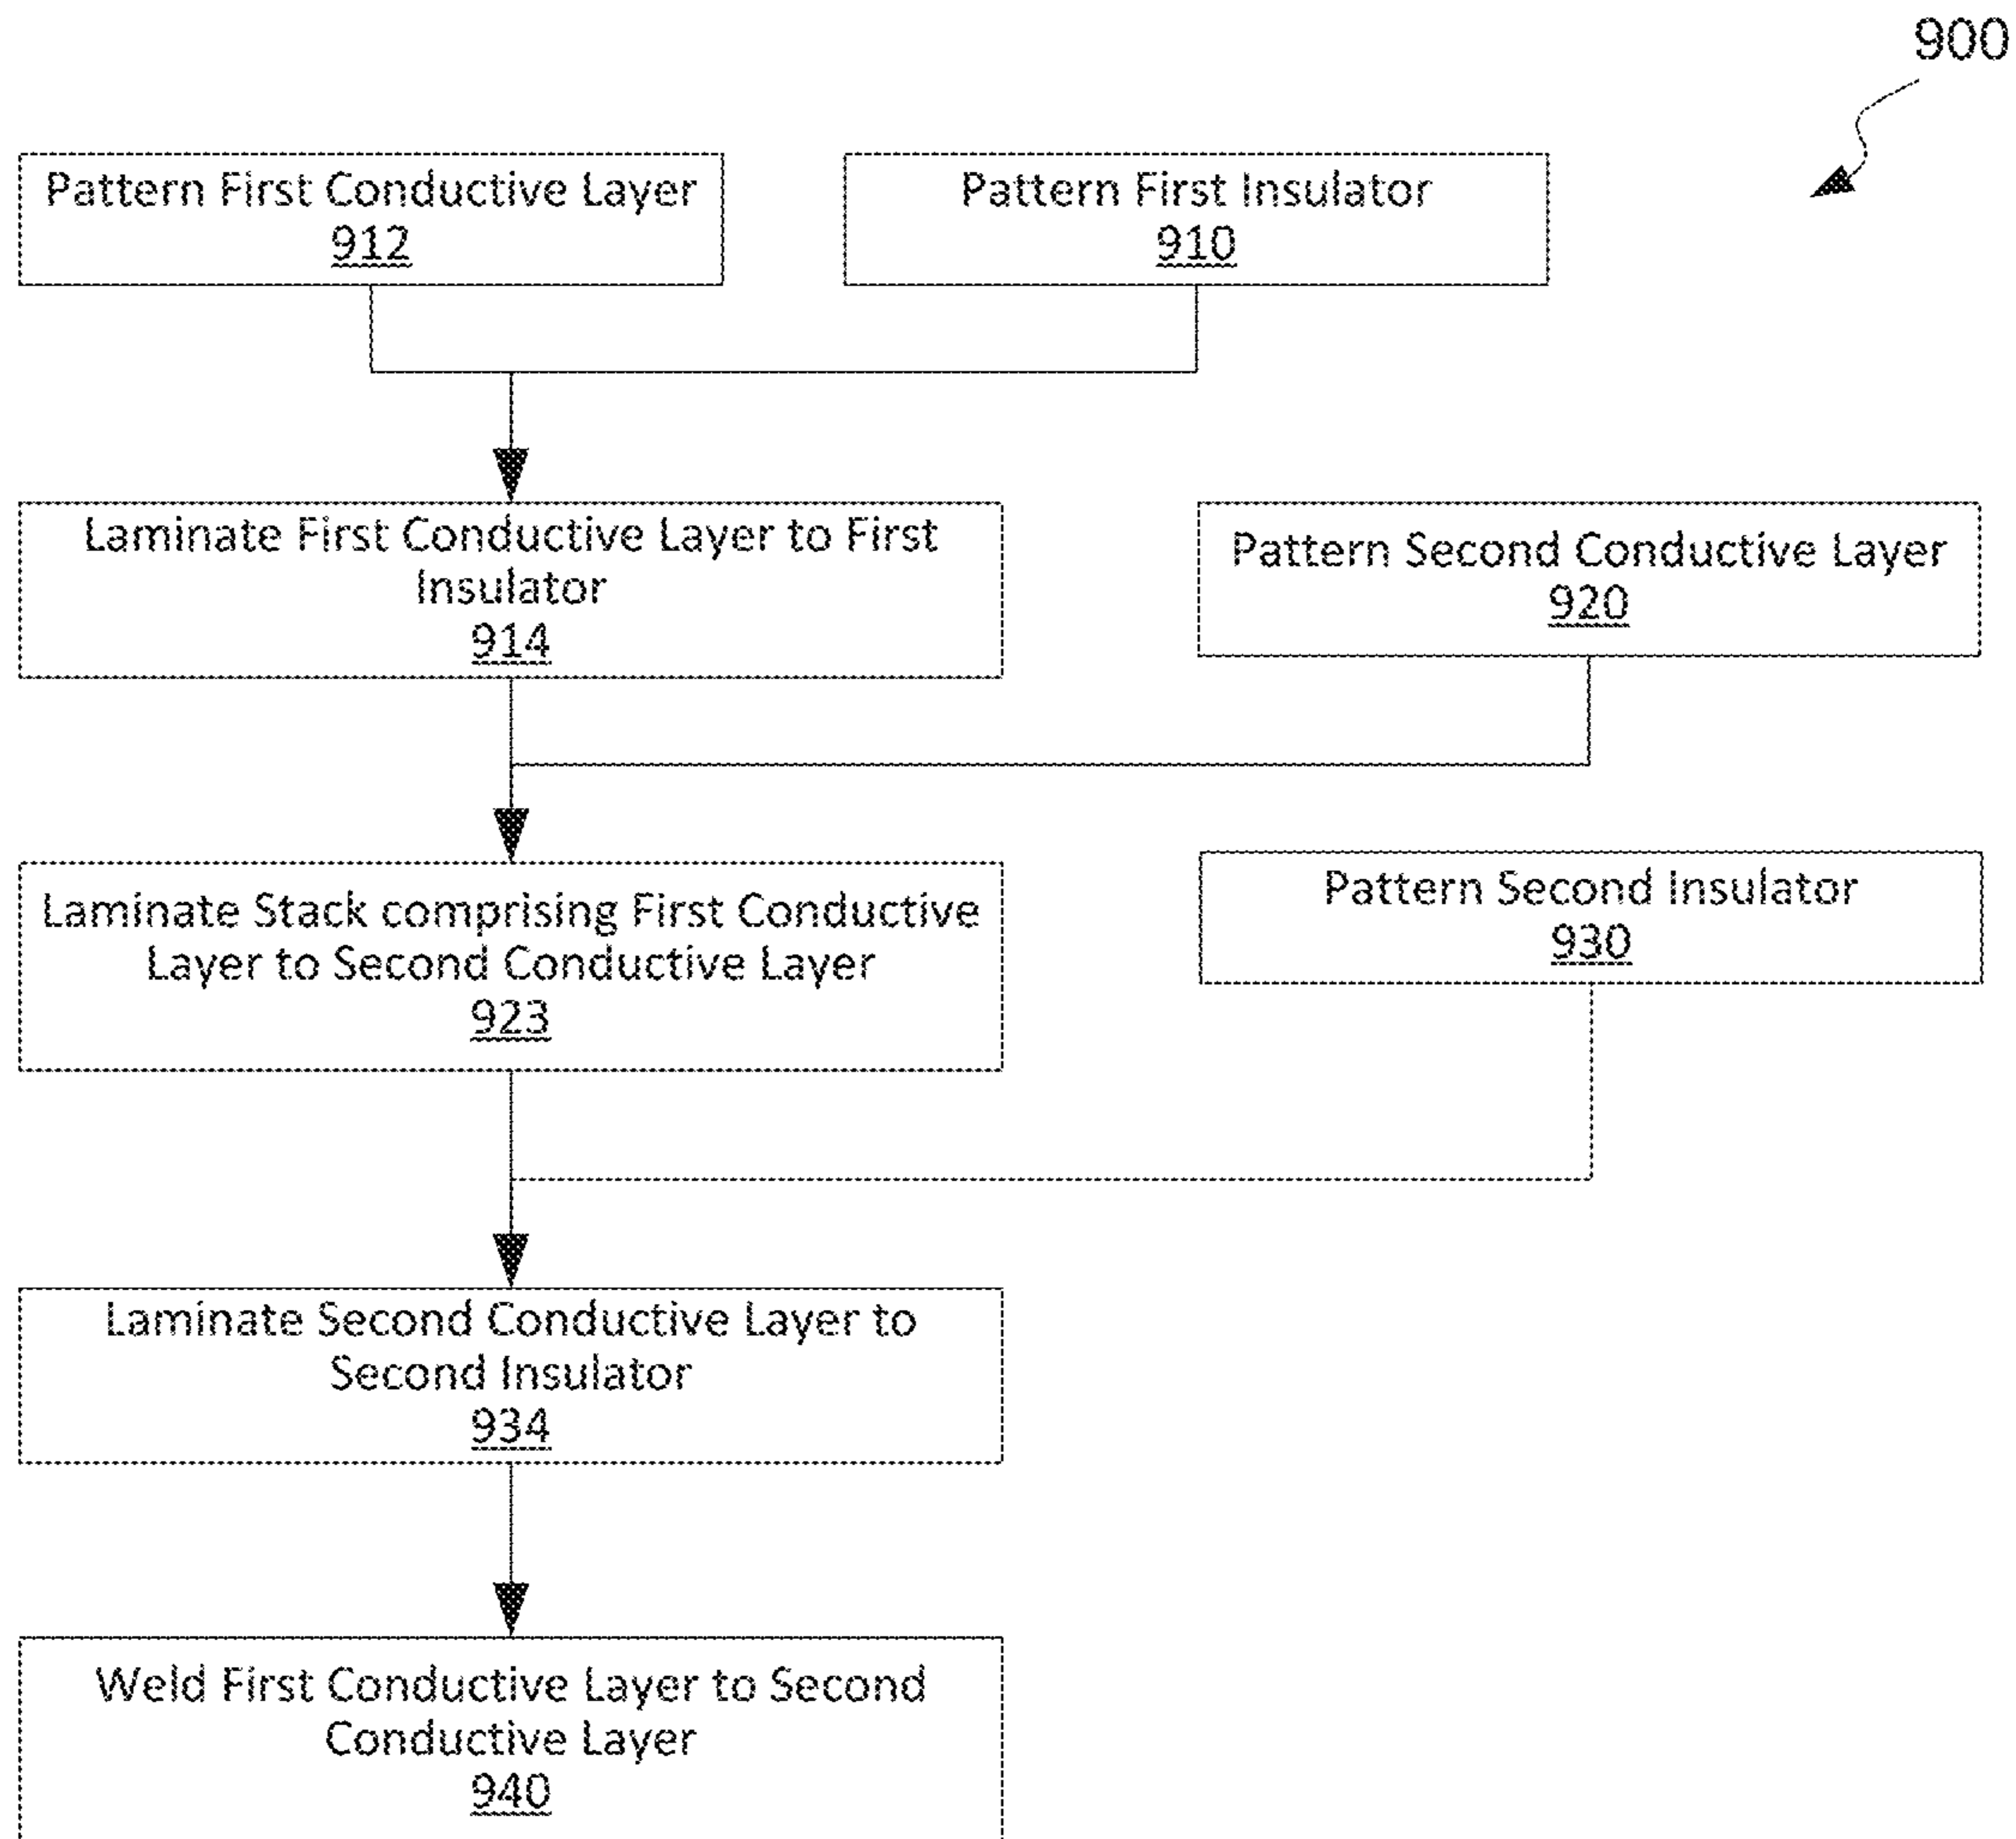 900
Pattern First Conductive Layer
912
Pattern First Insulator
910
Laminate First Conductive Layer to First
Insulator
914
Pattern Second Conductive Layer
920
Laminate Stack comprising First Conductive
Layer to Second Conductive Layer
923
Pattern Second Insulator
930
Laminate Second Conductive Layer to
Second Insulator
934
Weld First Conductive Layer to Second
Conductive Layer
940